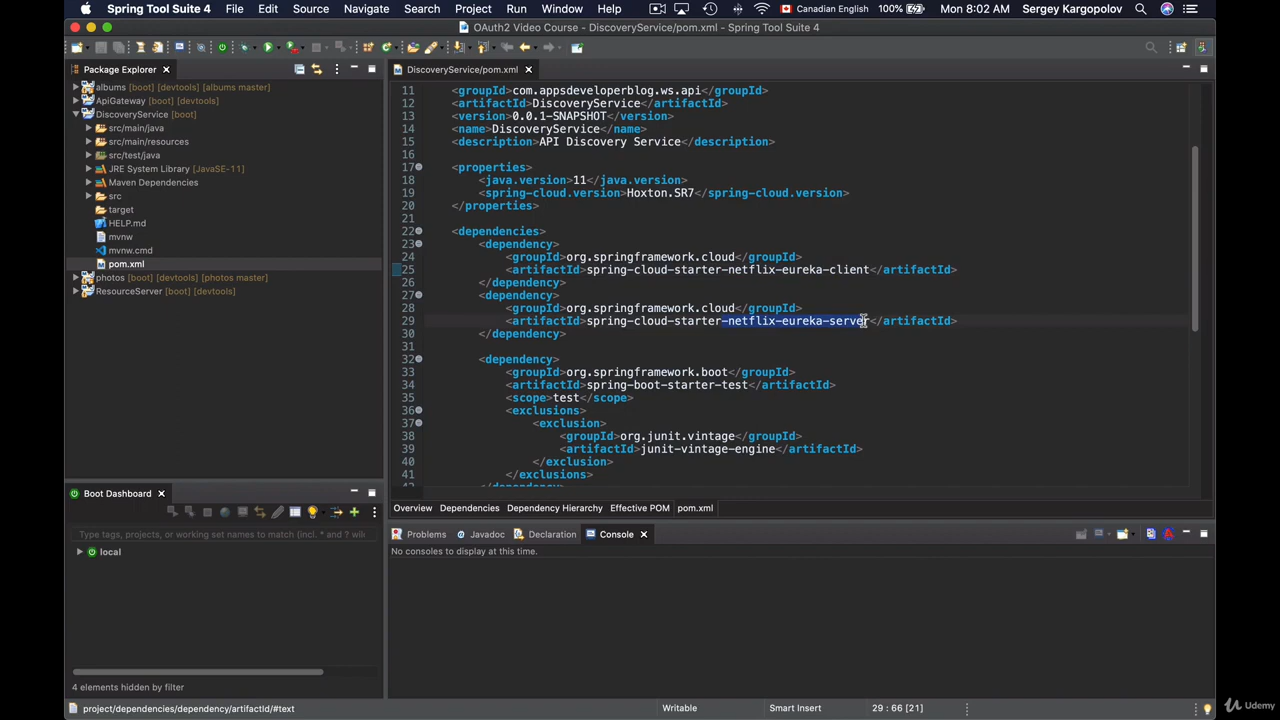 Spring Tool Suite 4 File Edit Source Navigate Search Project Run Window Help Canadian English 100% Mon 8:02 AM Sergey Kargopolov
OAuth2 Video Course - DiscoveryService/pom.xml - Spring Tool Suite 4
Package Explorer
albums [boot] [devtools] [albums master]
ApiGateway [boot] [devtools]
DiscoveryService [boot]
src/main/java
src/main/resources
src/test/java
JRE System Library [JavaSE-11]
Maven Dependencies
src
target
HELP.md
mvnw
mvnw.cmd
pom.xml
photos [boot] [devtools] [photos master]
ResourceServer [boot] [devtools]
DiscoveryService/pom.xml
11 <groupId>com.appsdeveloperblog.ws.api</groupId>
12 <artifactId>DiscoveryService</artifactId>
13 <version>0.0.1-SNAPSHOT</version>
14 <name>DiscoveryService</name>
15 <description>API Discovery Service</description>
16
17 <properties>
18 <java.version>11</java.version>
19 <spring-cloud.version>Hoxton.SR7</spring-cloud.version>
20 </properties>
21
22 <dependencies>
23 <dependency>
24 <groupId>org.springframework.cloud</groupId>
25 <artifactId>spring-cloud-starter-netflix-eureka-client</artifactId>
26 </dependency>
27 <dependency>
28 <groupId>org.springframework.cloud</groupId>
29 <artifactId>spring-cloud-starter-netflix-eureka-server</artifactId>
30 </dependency>
31
32 <dependency>
33 <groupId>org.springframework.boot</groupId>
34 <artifactId>spring-boot-starter-test</artifactId>
35 <scope>test</scope>
36 <exclusions>
37 <exclusion>
38 <groupId>org.junit.vintage</groupId>
39 <artifactId>junit-vintage-engine</artifactId>
40 </exclusion>
41 </exclusions>
Overview Dependencies Dependency Hierarchy Effective POM pom.xml
Boot Dashboard
Type tags, projects, or working set names to match (incl. * and ? wil
local
4 elements hidden by filter
Problems Javadoc Declaration Console
No consoles to display at this time.
project/dependencies/dependency/artifactId/#text Writable Smart Insert 29 : 66 [21]
Udemy